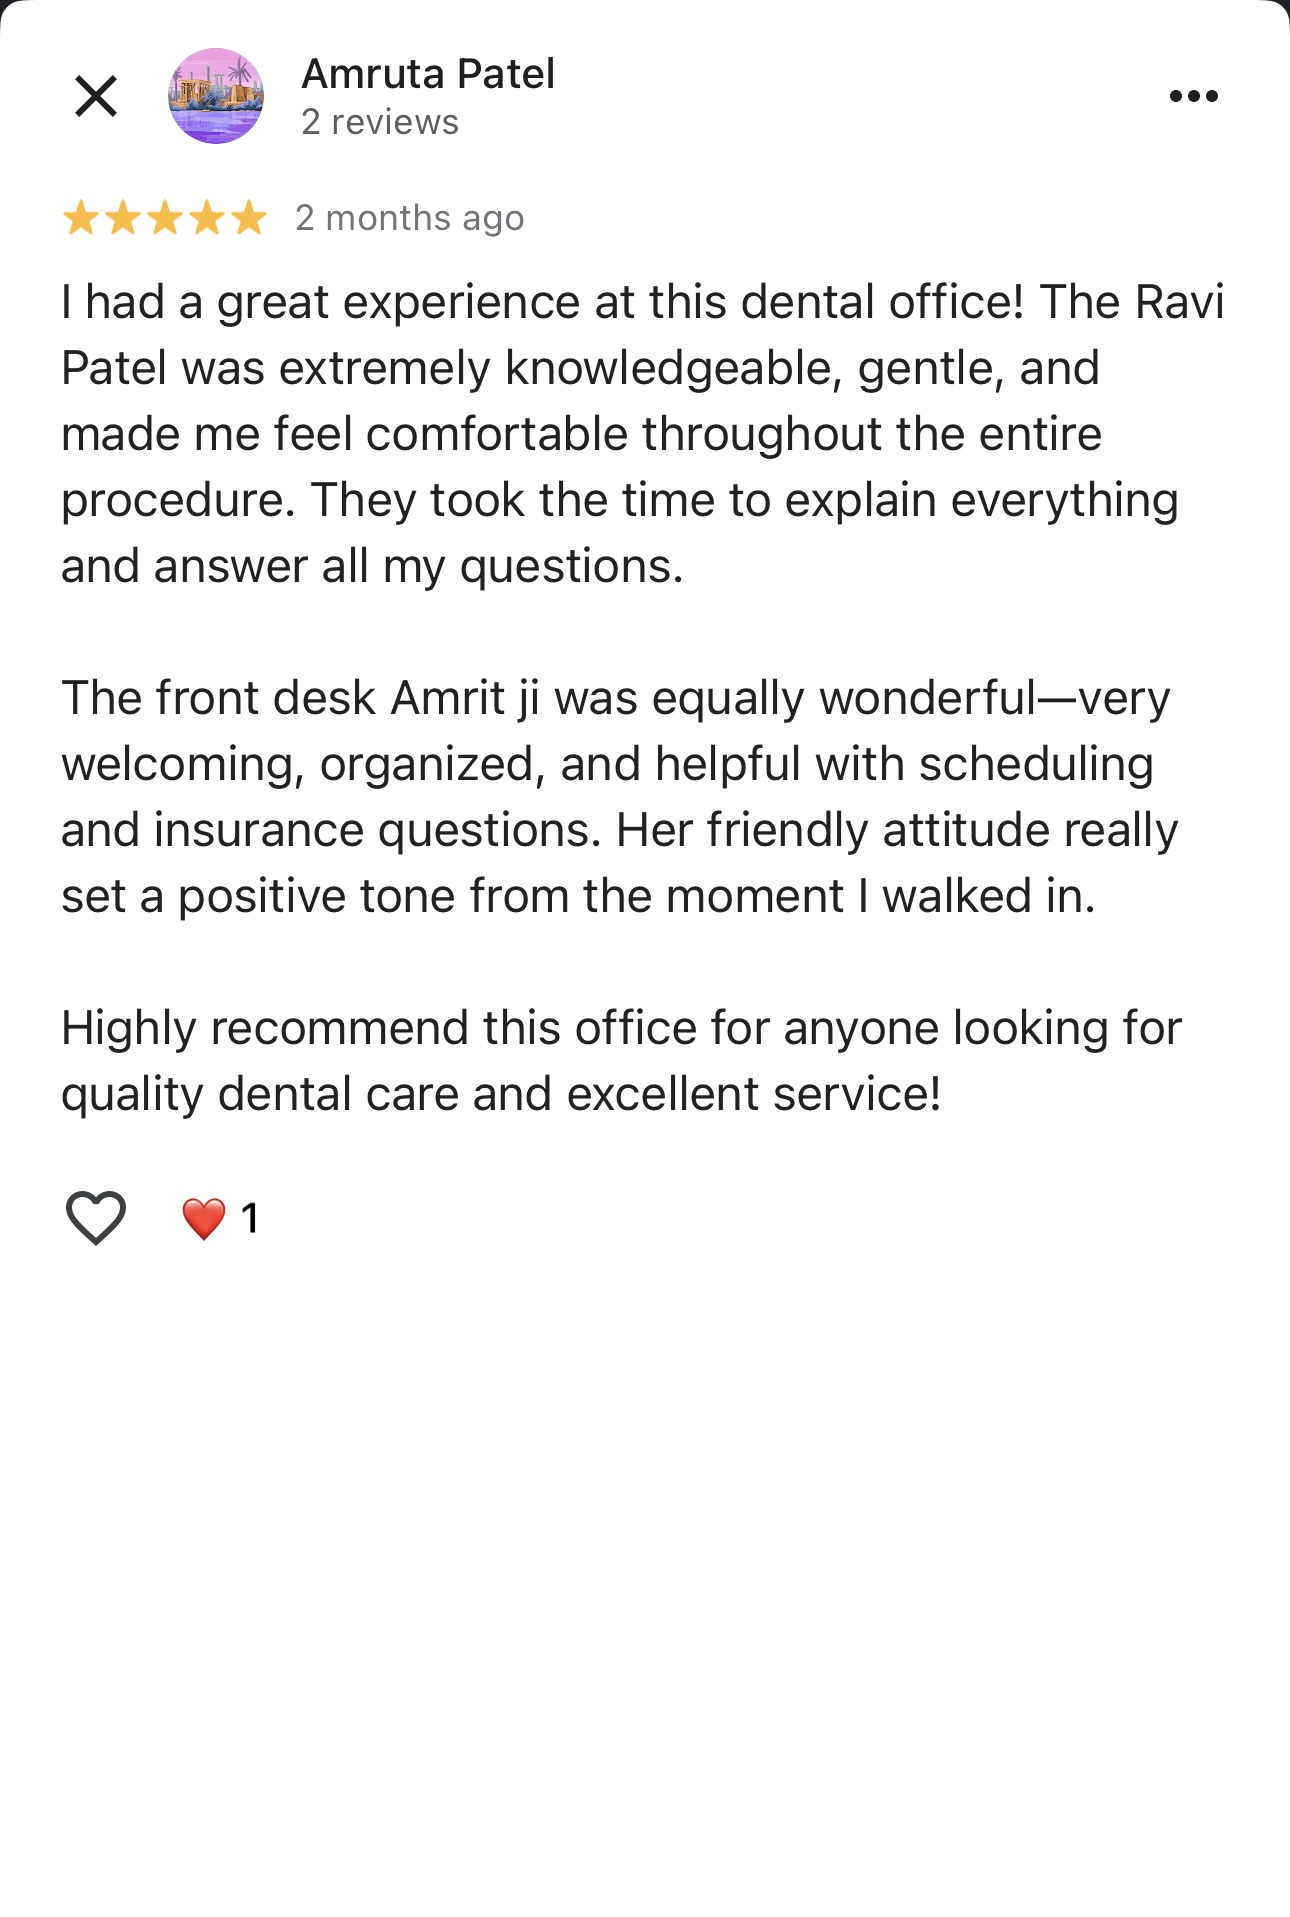 Amruta Patel
2 reviews
2 months ago
I had a great experience at this dental office! The Ravi
Patel was extremely knowledgeable, gentle, and
made me feel comfortable throughout the entire
procedure. They took the time to explain everything
and answer all my questions.
The front desk Amrit ji was equally wonderful—very
welcoming, organized, and helpful with scheduling
and insurance questions. Her friendly attitude really
set a positive tone from the moment I walked in.
Highly recommend this office for anyone looking for
quality dental care and excellent service!
1